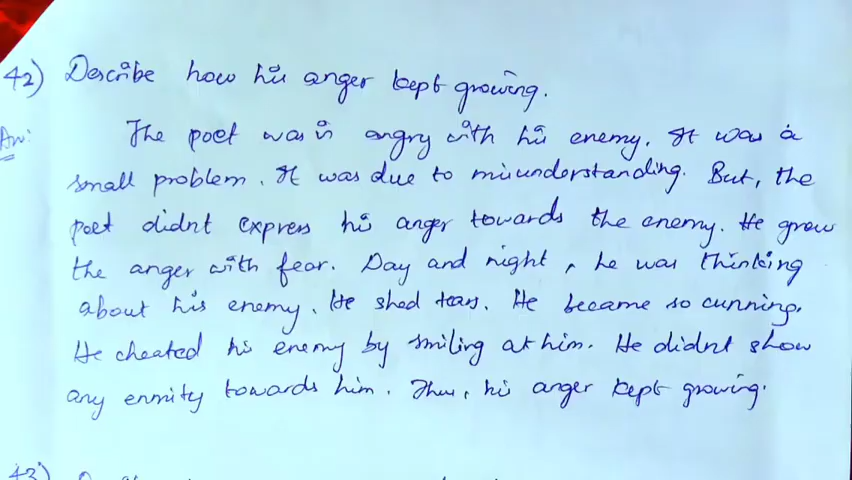 42) Describe how his anger kept growing.
Ans: The poet was in angry with his enemy. It was a
small problem. It was due to misunderstanding. But, the
poet didnt express his anger towards the enemy. He grew
the anger with fear. Day and night, he was thinking
about his enemy. He shed tears. He became so cunning.
He cheated his enemy by smiling at him. He didnt show
any enmity towards him. Thus, his anger kept growing.
43)